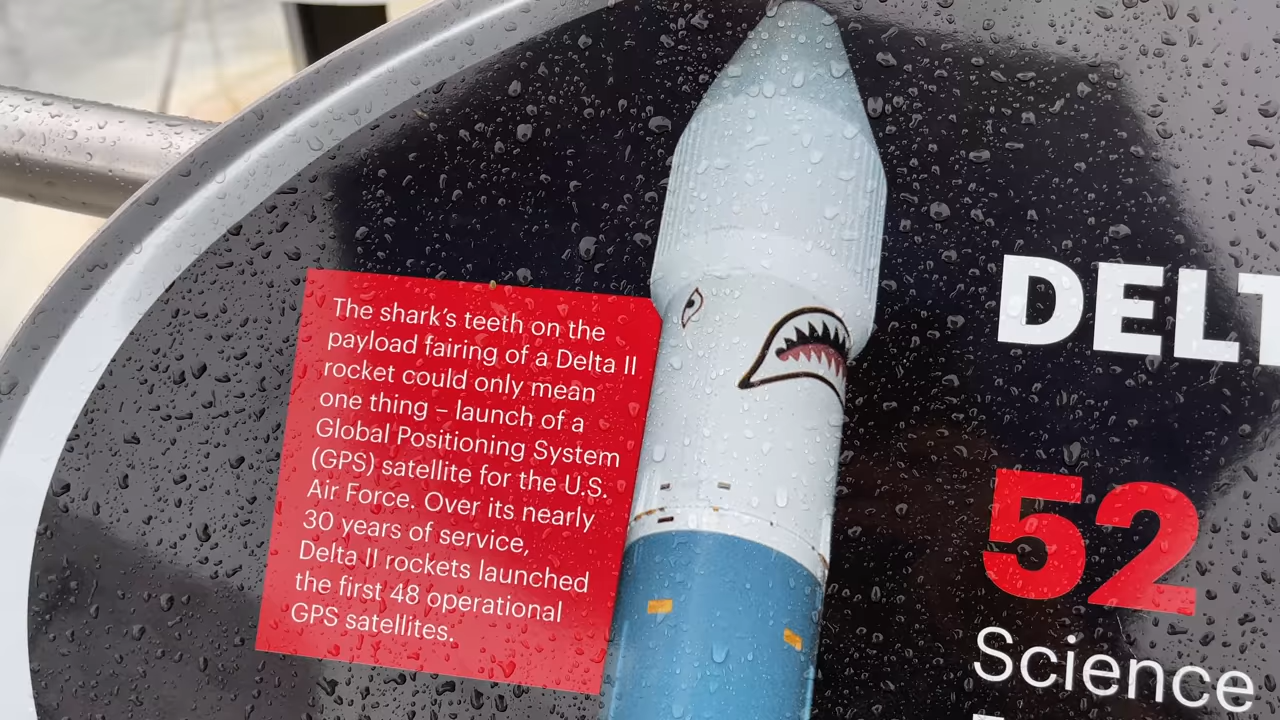 The shark's teeth on the
payload fairing of a Delta II
rocket could only mean
one thing – launch of a
Global Positioning System
(GPS) satellite for the U.S.
Air Force. Over its nearly
30 years of service,
Delta II rockets launched
the first 48 operational
GPS satellites.
DELT
52
Science